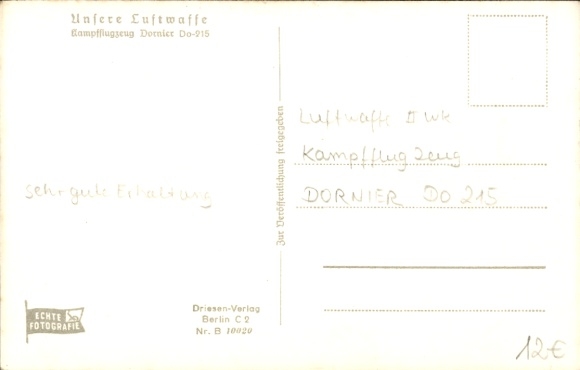 Unsere Luftwaffe
Kampfflugzeug Dornier Do-215
Zur Veröffentlichung freigegeben
Luftwaffe II WK
Kampfflugzeug
DORNIER DO 215
sehr gute Erhaltung
ECHTE
FOTOGRAFIE
Driesen-Verlag
Berlin C 2
Nr. B 10020
12€